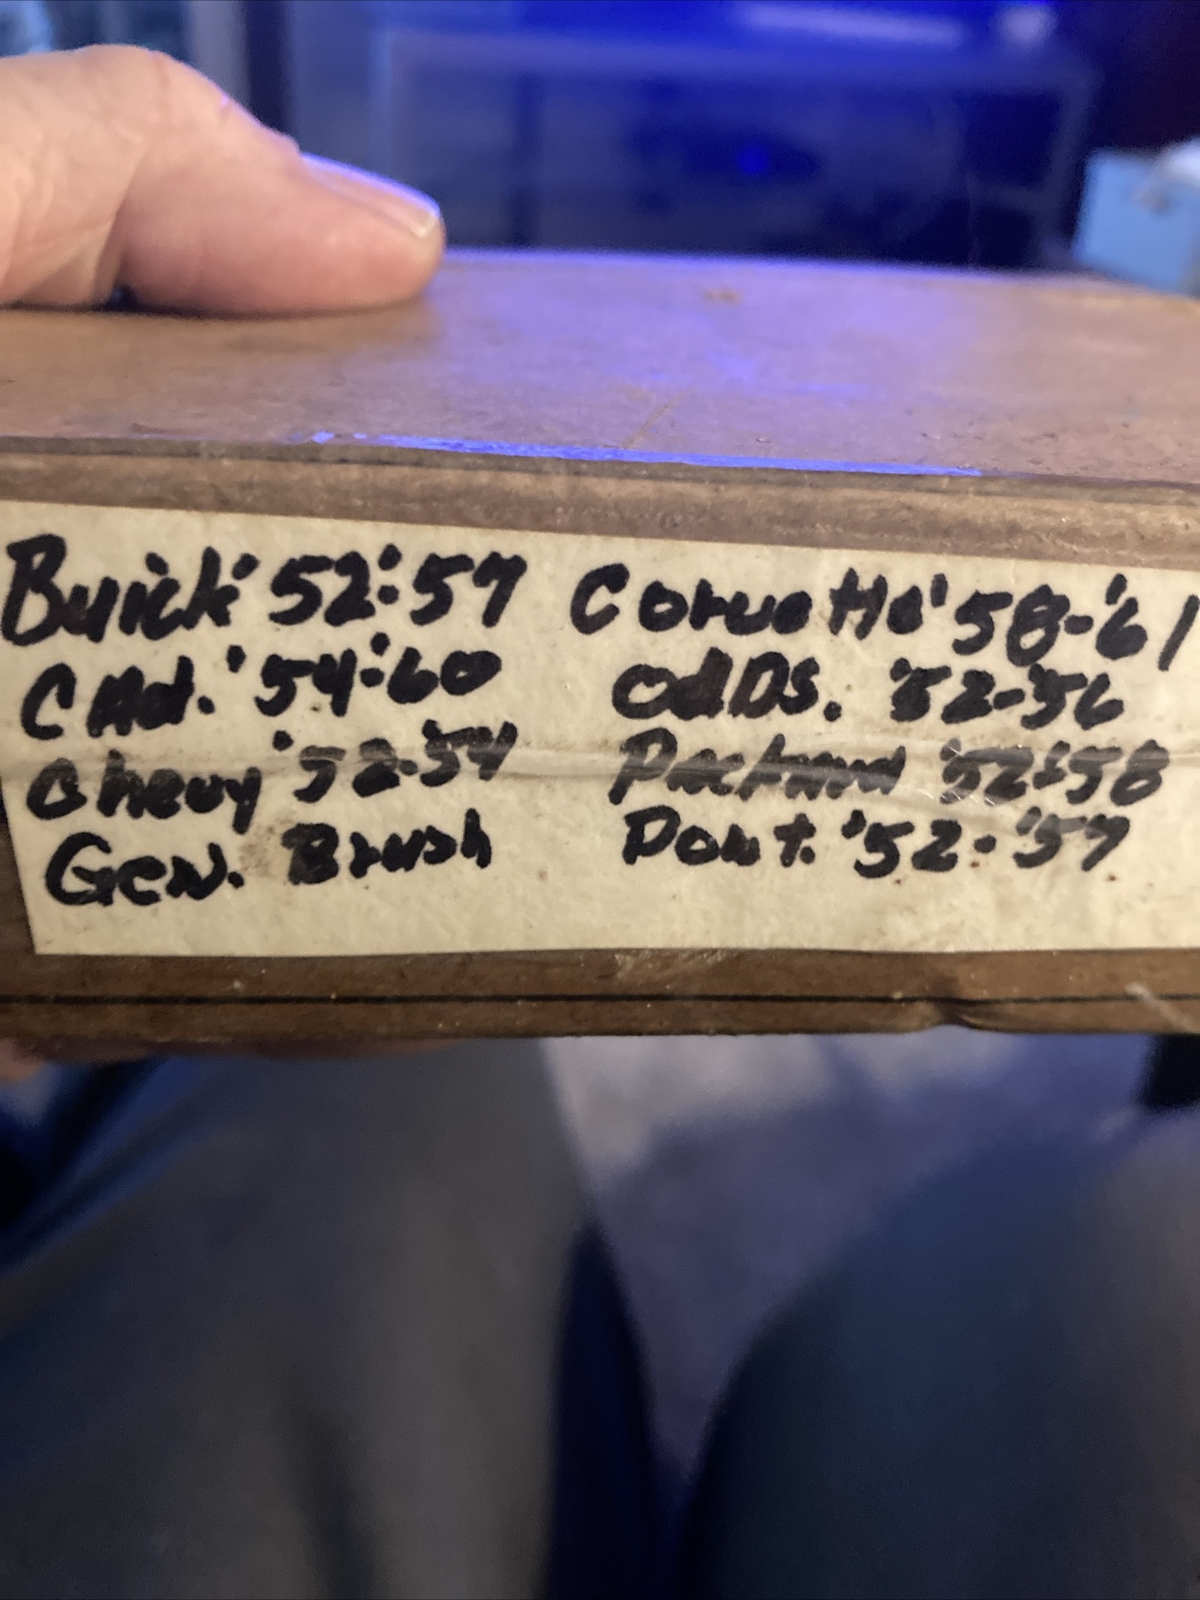 Buick '52-'57
CAd. '54-'60
Chevy '52-'54
Gen. Brush
Corvette '58-'61
OldDs. '52-'56
Packard '52-'58
Pont. '52-'57